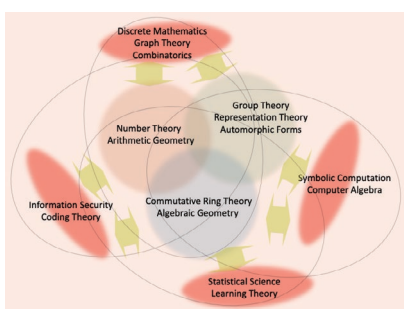 Discrete Mathematics
Graph Theory
Combinatorics
Group Theory
Representation Theory
Automorphic Forms
Number Theory
Arithmetic Geometry
Symbolic Computation
Computer Algebra
Commutative Ring Theory
Algebraic Geometry
Information Security
Coding Theory
Statistical Science
Learning Theory